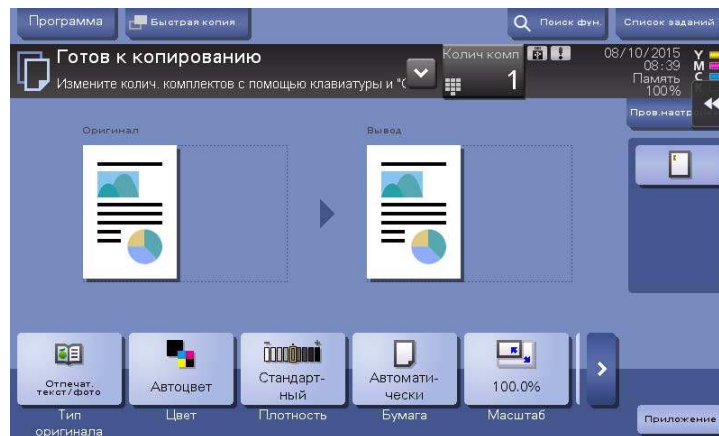 Программа
Быстрая копия
Поиск фун.
Список заданий
Готов к копированию
Измените колич. комплектов с помощью клавиатуры и "С
Колич комп
1
08/10/2015
08:39
Память
100%
Y
M
C
K
Пров.настр
Оригинал
Вывод
Отпечат.
текст/фото
Автоцвет
Стандарт-
ный
Автомати-
чески
100.0%
Тип
оригинала
Цвет
Плотность
Бумага
Масштаб
Приложение